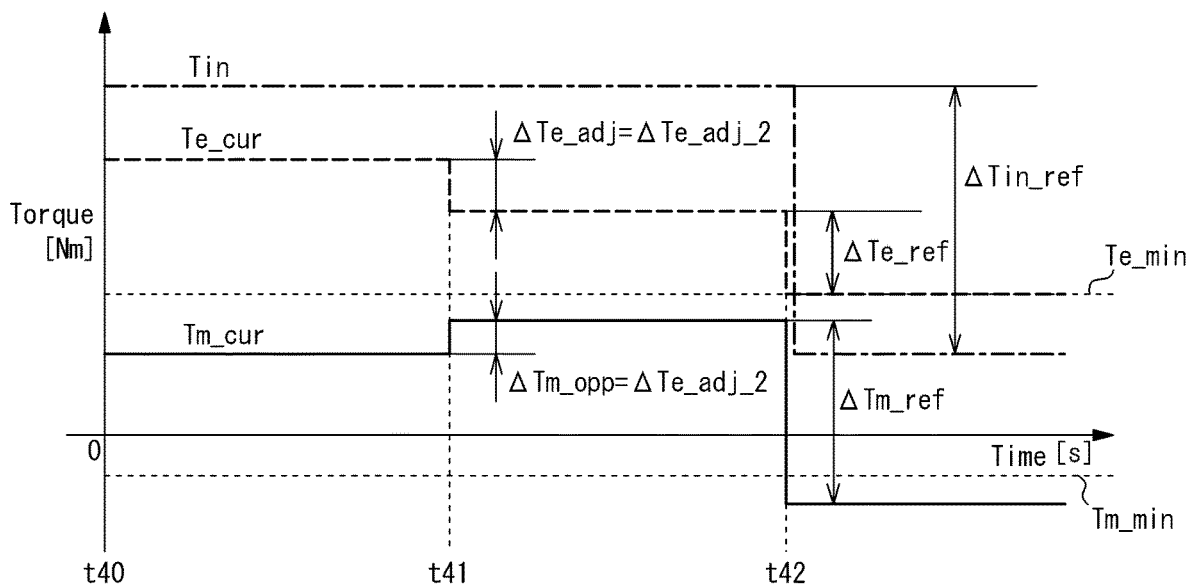 Tin
Te_cur
ΔTe_adj=ΔTe_adj_2
ΔTin_ref
Torque
[Nm]
ΔTe_ref
Te_min
Tm_cur
ΔTm_opp=ΔTe_adj_2
ΔTm_ref
0
Time [s]
Tm_min
t40
t41
t42